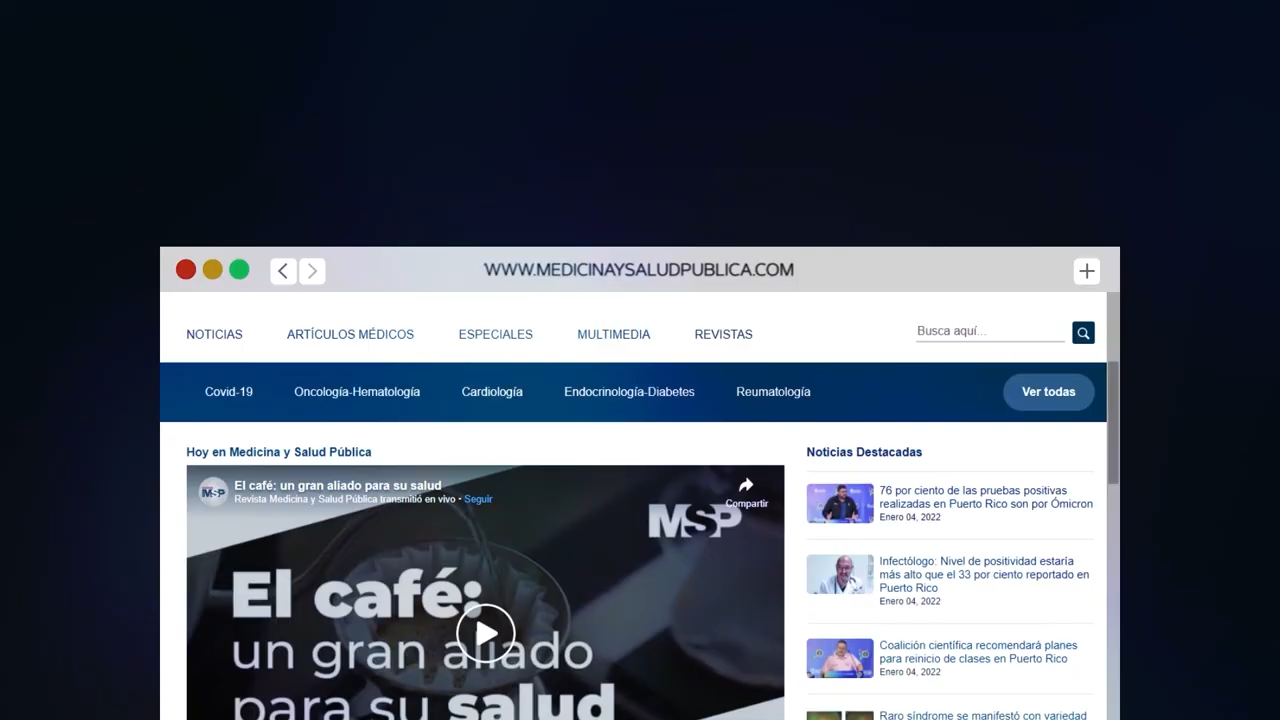 WWW.MEDICINAYSALUDPUBLICA.COM
NOTICIAS ARTÍCULOS MÉDICOS ESPECIALES MULTIMEDIA REVISTAS Busca aquí...
Covid-19 Oncología-Hematología Cardiología Endocrinología-Diabetes Reumatología Ver todas
Hoy en Medicina y Salud Pública
MSP
El café: un gran aliado para su salud
Revista Medicina y Salud Pública transmitió en vivo • Seguir
Compartir
MSP
El café:
un gran aliado
para su salud
Noticias Destacadas
76 por ciento de las pruebas positivas
realizadas en Puerto Rico son por Ómicron
Enero 04, 2022
Infectólogo: Nivel de positividad estaría
más alto que el 33 por ciento reportado en
Puerto Rico
Enero 04, 2022
Coalición científica recomendará planes
para reinicio de clases en Puerto Rico
Enero 04, 2022
Raro síndrome se manifestó con variedad